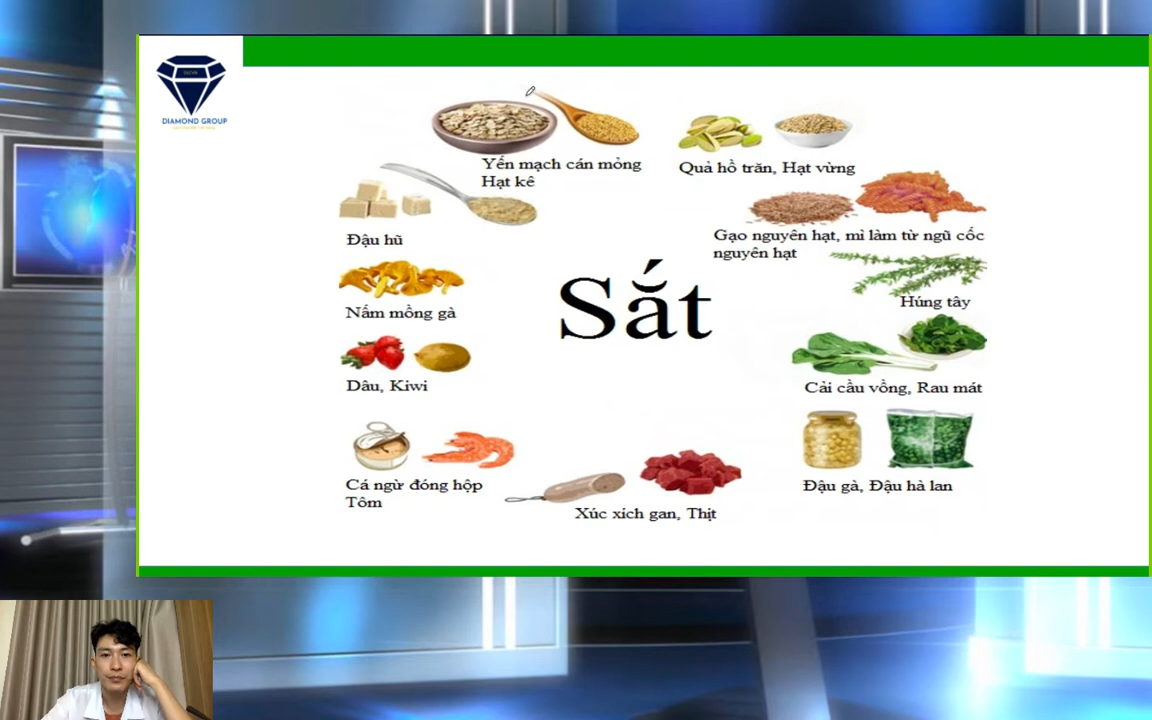 DIAMOND GROUP
Yến mạch cán mỏng
Hạt kê
Quả hồ trăn, Hạt vừng
Gạo nguyên hạt, mì làm từ ngũ cốc
nguyên hạt
Đậu hũ
Húng tây
Nấm mồng gà
Sắt
Dâu, Kiwi
Cải cầu vồng, Rau mát
Cá ngừ đóng hộp
Tôm
Đậu gà, Đậu hà lan
Xúc xích gan, Thịt